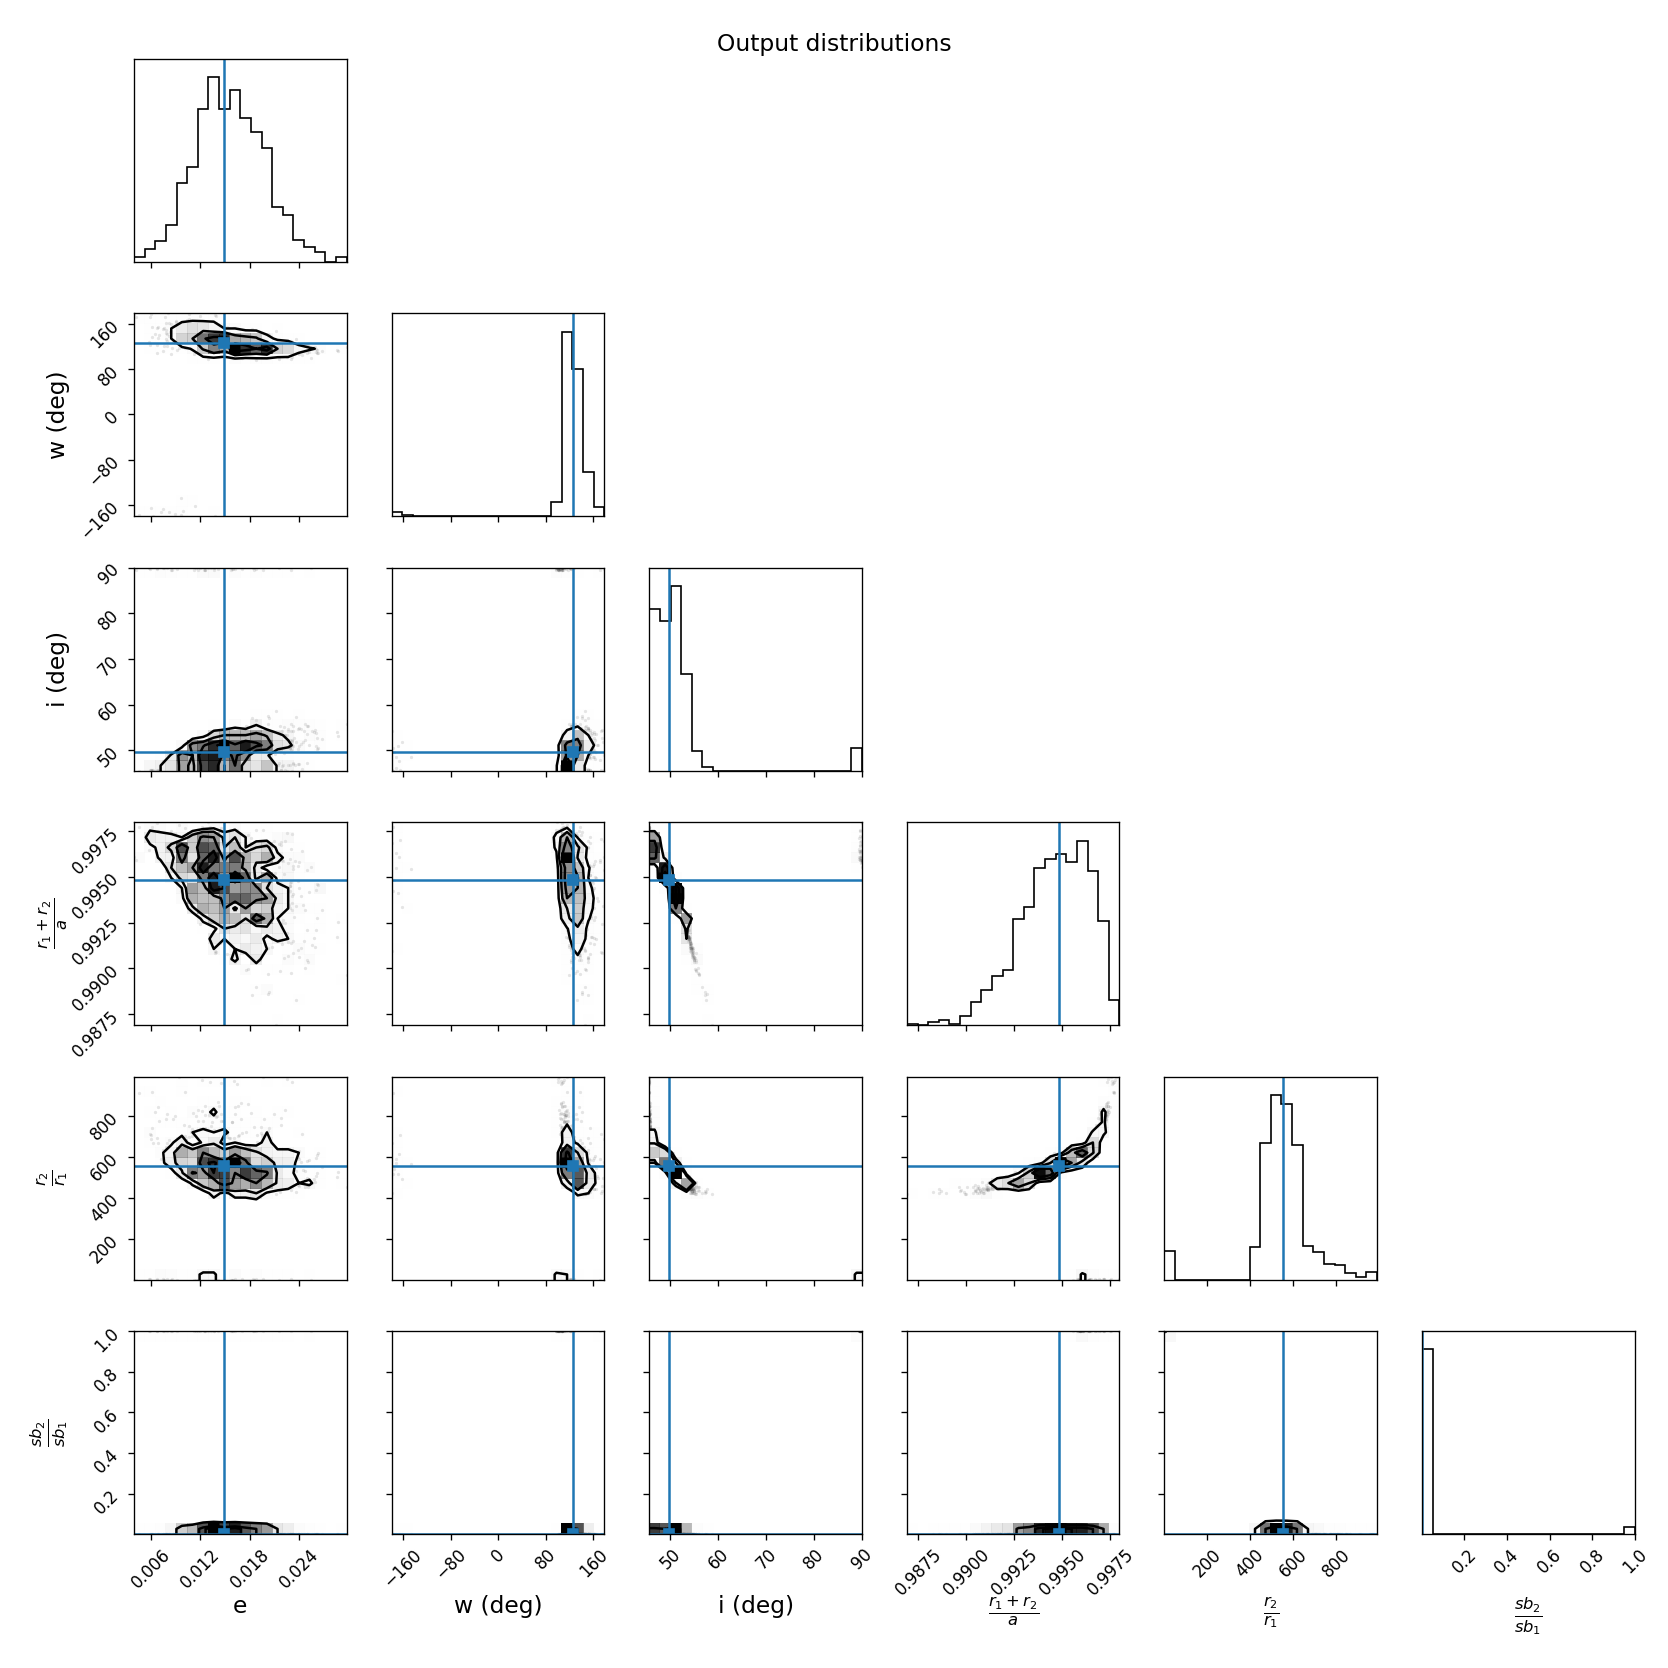 Output distributions
w (deg)
160
80
0
−80
−160
i (deg)
90
80
70
60
50
r1 + r2
a
0.9975
0.9950
0.9925
0.9900
0.9875
r2
r1
800
600
400
200
sb2
sb1
1.0
0.8
0.6
0.4
0.2
0.006 0.012 0.018 0.024
−160 −80 0 80 160
50 60 70 80 90
0.9875 0.9900 0.9925 0.9950 0.9975
200 400 600 800
0.2 0.4 0.6 0.8 1.0
e
w (deg)
i (deg)
r1 + r2
a
r2
r1
sb2
sb1